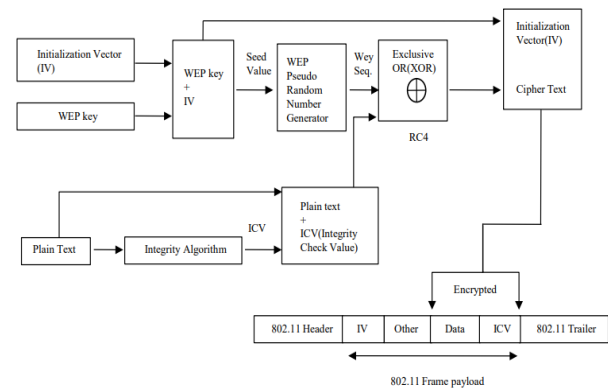 Initialization Vector
(IV)
WEP key
WEP key
+
IV
Seed
Value
WEP
Pseudo
Random
Number
Generator
Wey
Seq.
Exclusive
OR(XOR)
RC4
Initialization
Vector(IV)
Cipher Text
Plain Text
Integrity Algorithm
ICV
Plain text
+
ICV(Integrity
Check Value)
Encrypted
802.11 Header IV Other Data ICV 802.11 Trailer
802.11 Frame payload